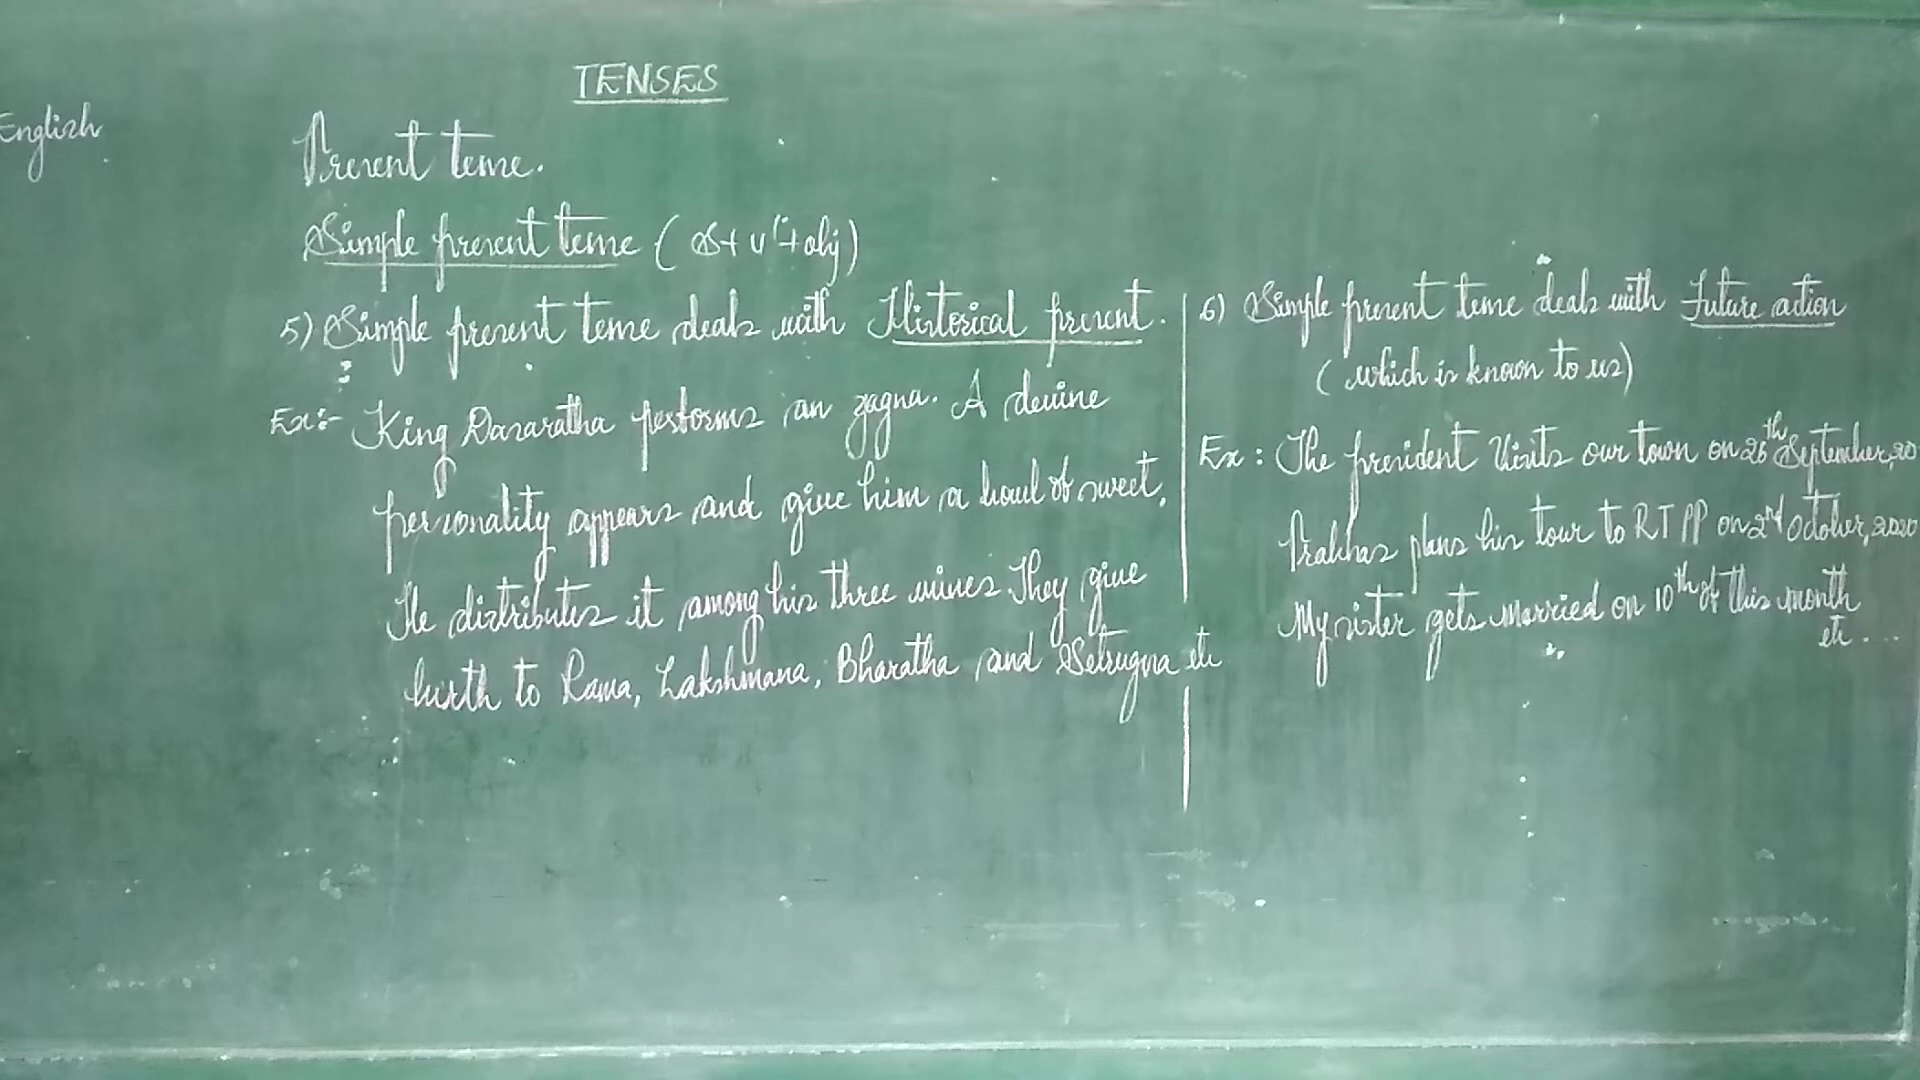 TENSES
English
Present tense.
Simple present tense (S+V¹+obj)
5) Simple present tense deals with Historical present.
Ex:- King Dasaratha performs an yagna. A devine
personality appears and give him a bowl of sweet.
He distributes it among his three wives. They give
birth to Rama, Lakshmana, Bharatha and Satrugna etc
6) Simple present tense deals with future action
(which is known to us)
Ex: The president visits our town on 26th September, 20
Prakhar plans his tour to RTPP on 2nd October, 2020
My sister gets married on 10th of this month
etc...